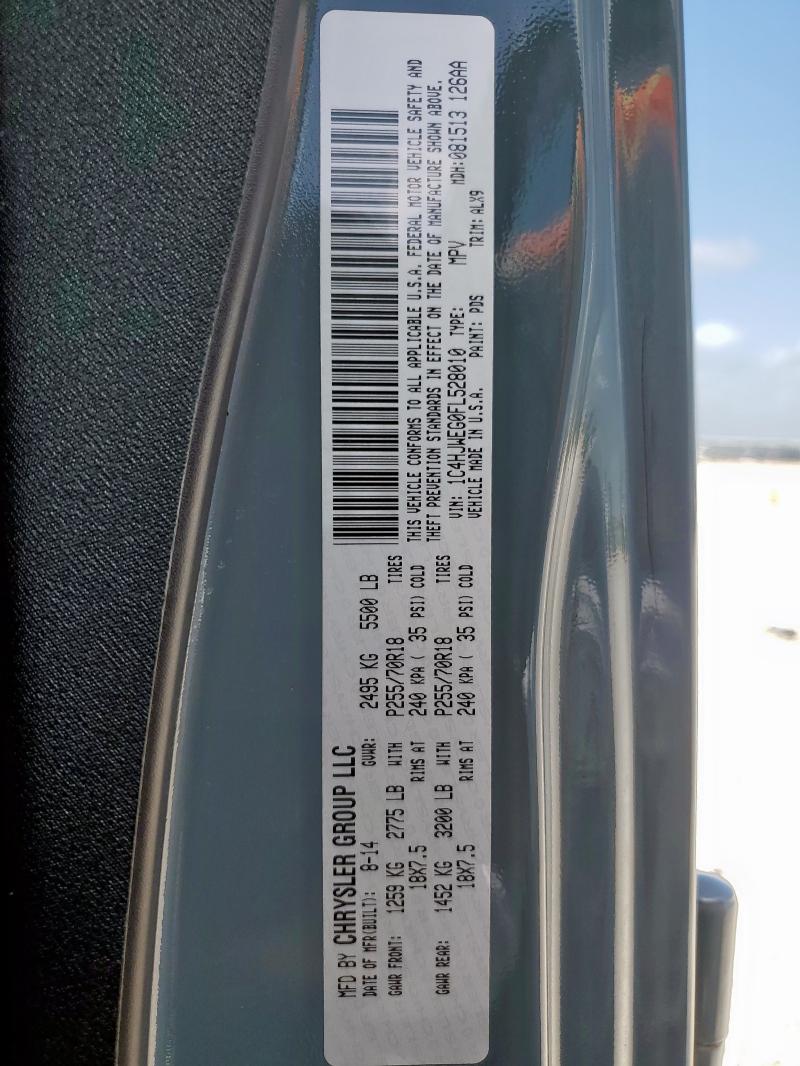 MFD BY CHRYSLER GROUP LLC
DATE OF MFR(BUILT): 8-14 GVWR: 2495 KG 5500 LB
GAWR FRONT: 1259 KG 2775 LB WITH P255/70R18 TIRES
18X7.5 RIMS AT 240 KPA ( 35 PSI) COLD
GAWR REAR: 1452 KG 3200 LB WITH P255/70R18 TIRES
18X7.5 RIMS AT 240 KPA ( 35 PSI) COLD
THIS VEHICLE CONFORMS TO ALL APPLICABLE U.S.A. FEDERAL MOTOR VEHICLE SAFETY AND
THEFT PREVENTION STANDARDS IN EFFECT ON THE DATE OF MANUFACTURE SHOWN ABOVE.
VIN: 1C4HJWEG0FL528010 TYPE: MPV MDH:081513 126AA
VEHICLE MADE IN U.S.A. PAINT: PDS TRIM: ALX9